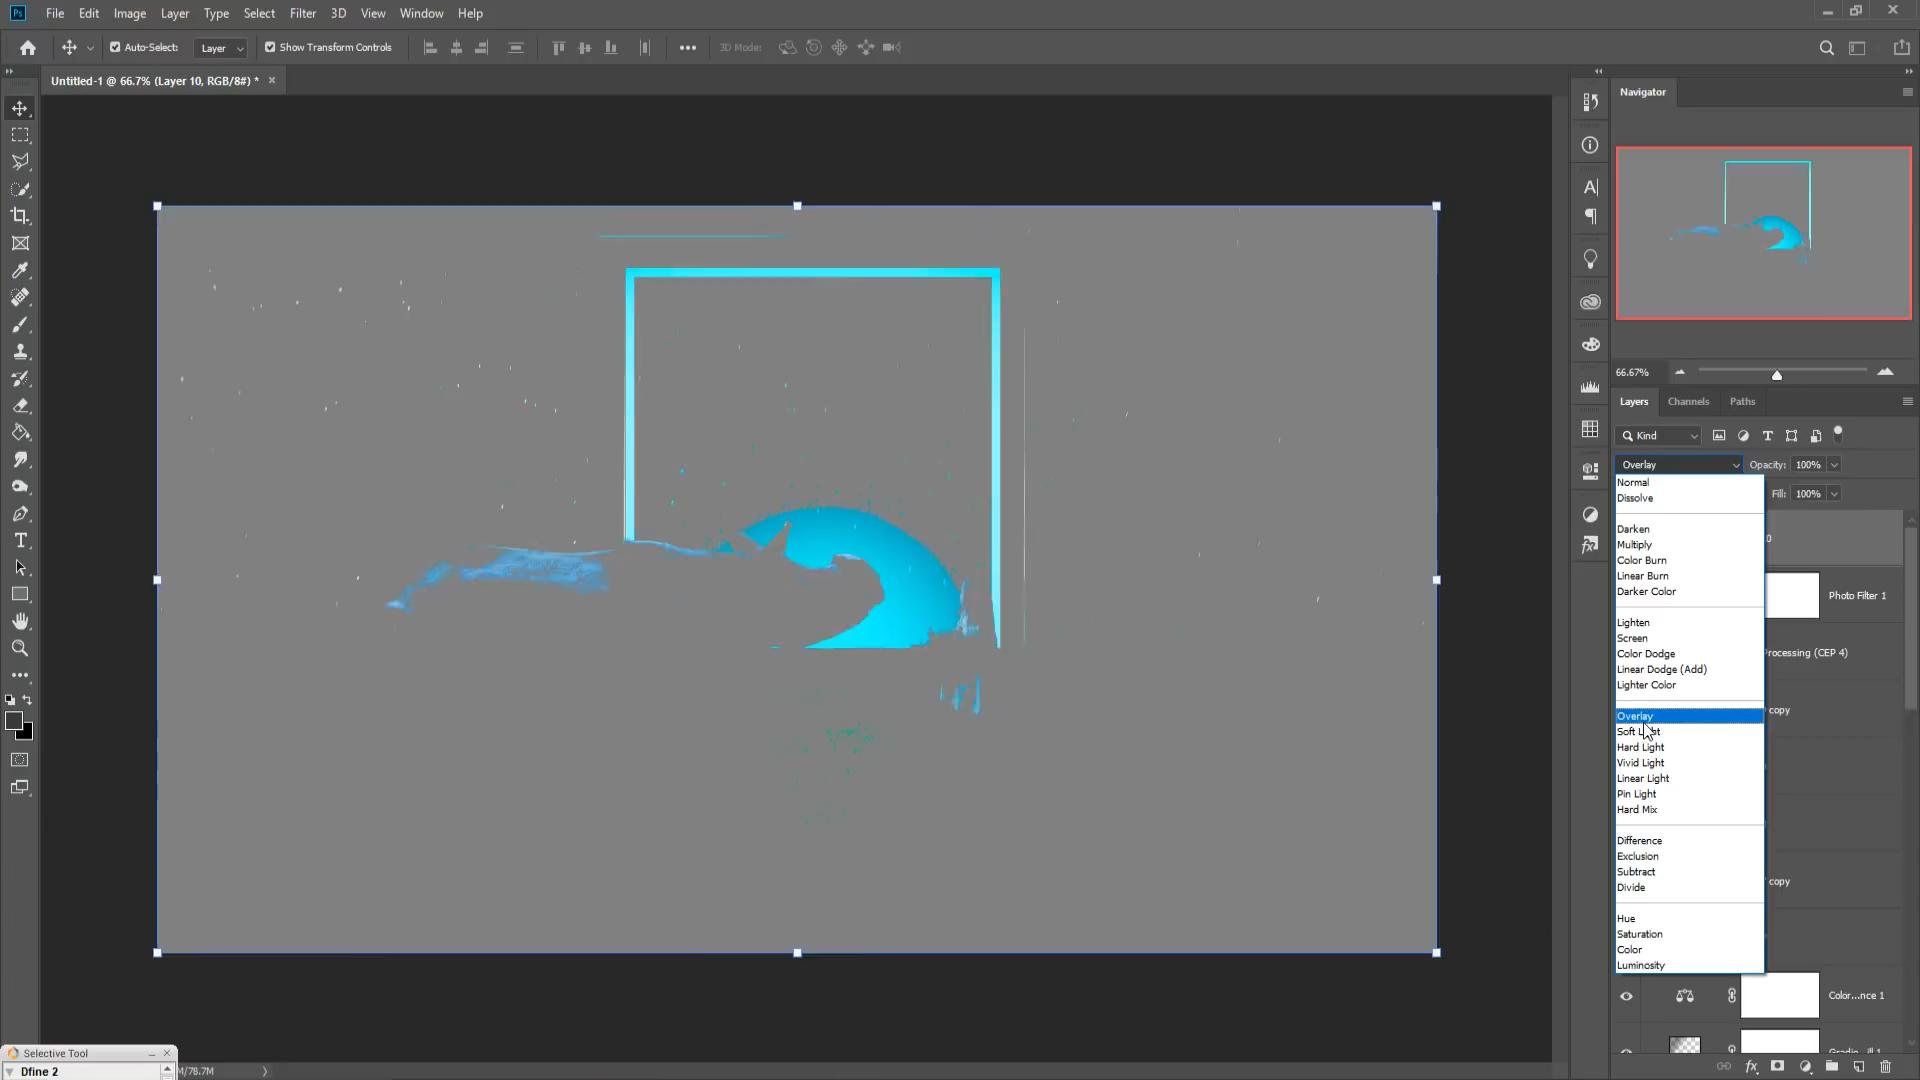 Ps File Edit Image Layer Type Select Filter 3D View Window Help
Auto-Select: Layer Show Transform Controls 3D Mode:
Untitled-1 @ 66.7% (Layer 10, RGB/8#) *
Navigator
66.67%
Layers Channels Paths
Kind
Overlay Opacity: 100%
Normal
Fill: 100%
Dissolve
Darken
Multiply
Color Burn
Linear Burn
Darker Color
Photo Filter 1
Lighten
Screen
Color Dodge
Processing (CEP 4)
Linear Dodge (Add)
Lighter Color
Overlay
copy
Soft
Hard Light
Vivid Light
Linear Light
Pin Light
Hard Mix
Difference
Exclusion
Subtract
copy
Divide
Hue
Saturation
Color
Luminosity
Color...nce 1
Selective Tool
Dfine 2
M/78.7M